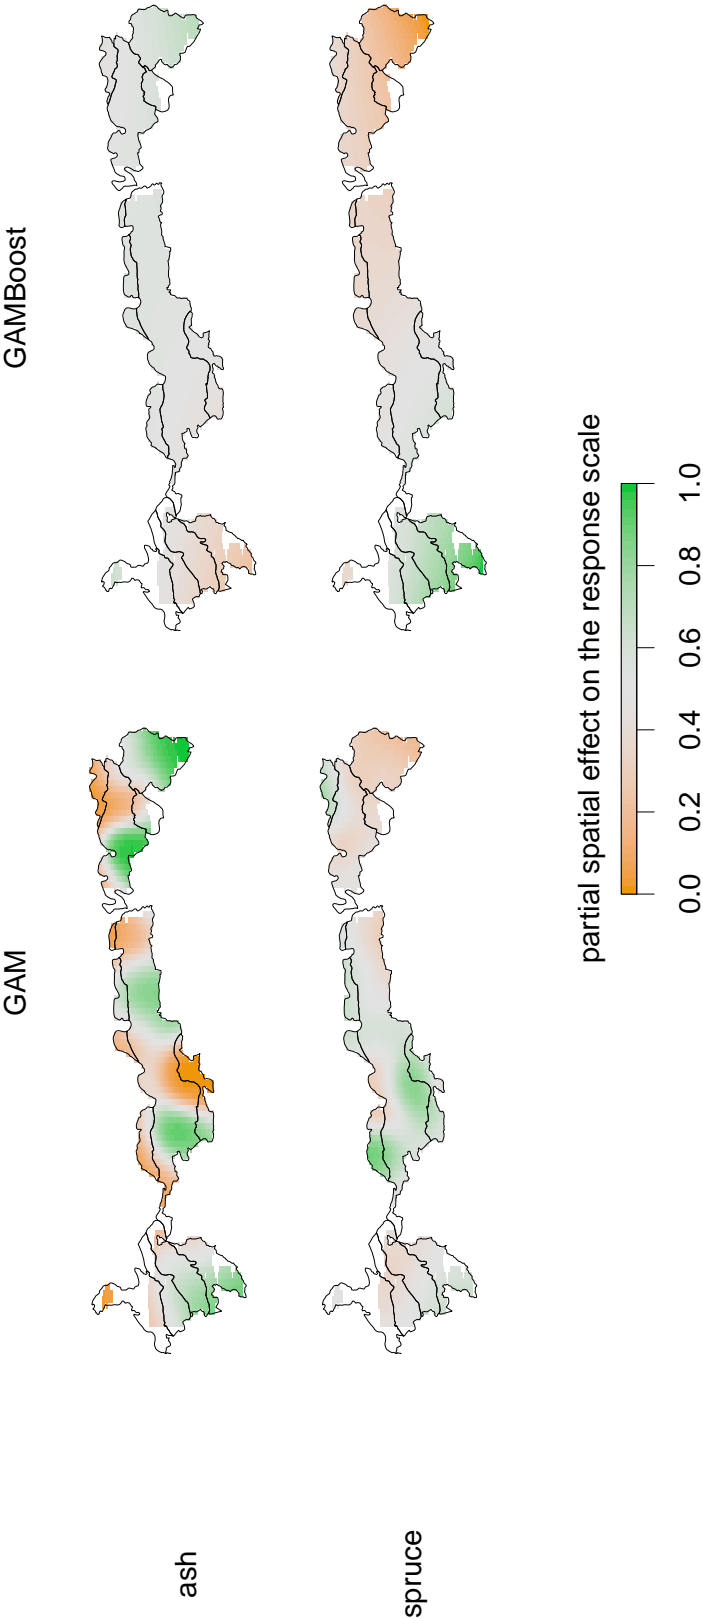 GAM
GAMBoost
ash
spruce
partial spatial effect on the response scale
0.0
0.2
0.4
0.6
0.8
1.0